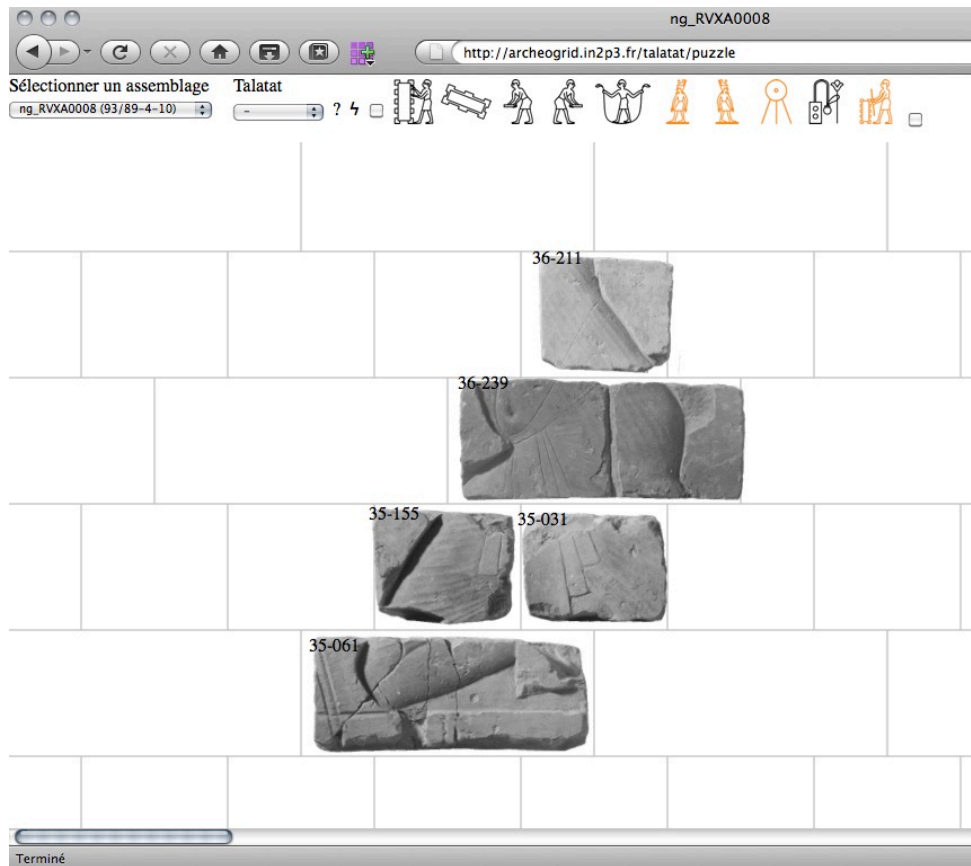 ng_RVXA0008
http://archeogrid.in2p3.fr/talatat/puzzle
Sélectionner un assemblage
Talatat
ng_RVXA0008 (93/89-4-10)
- ?
36-211
36-239
35-155
35-031
35-061
Terminé